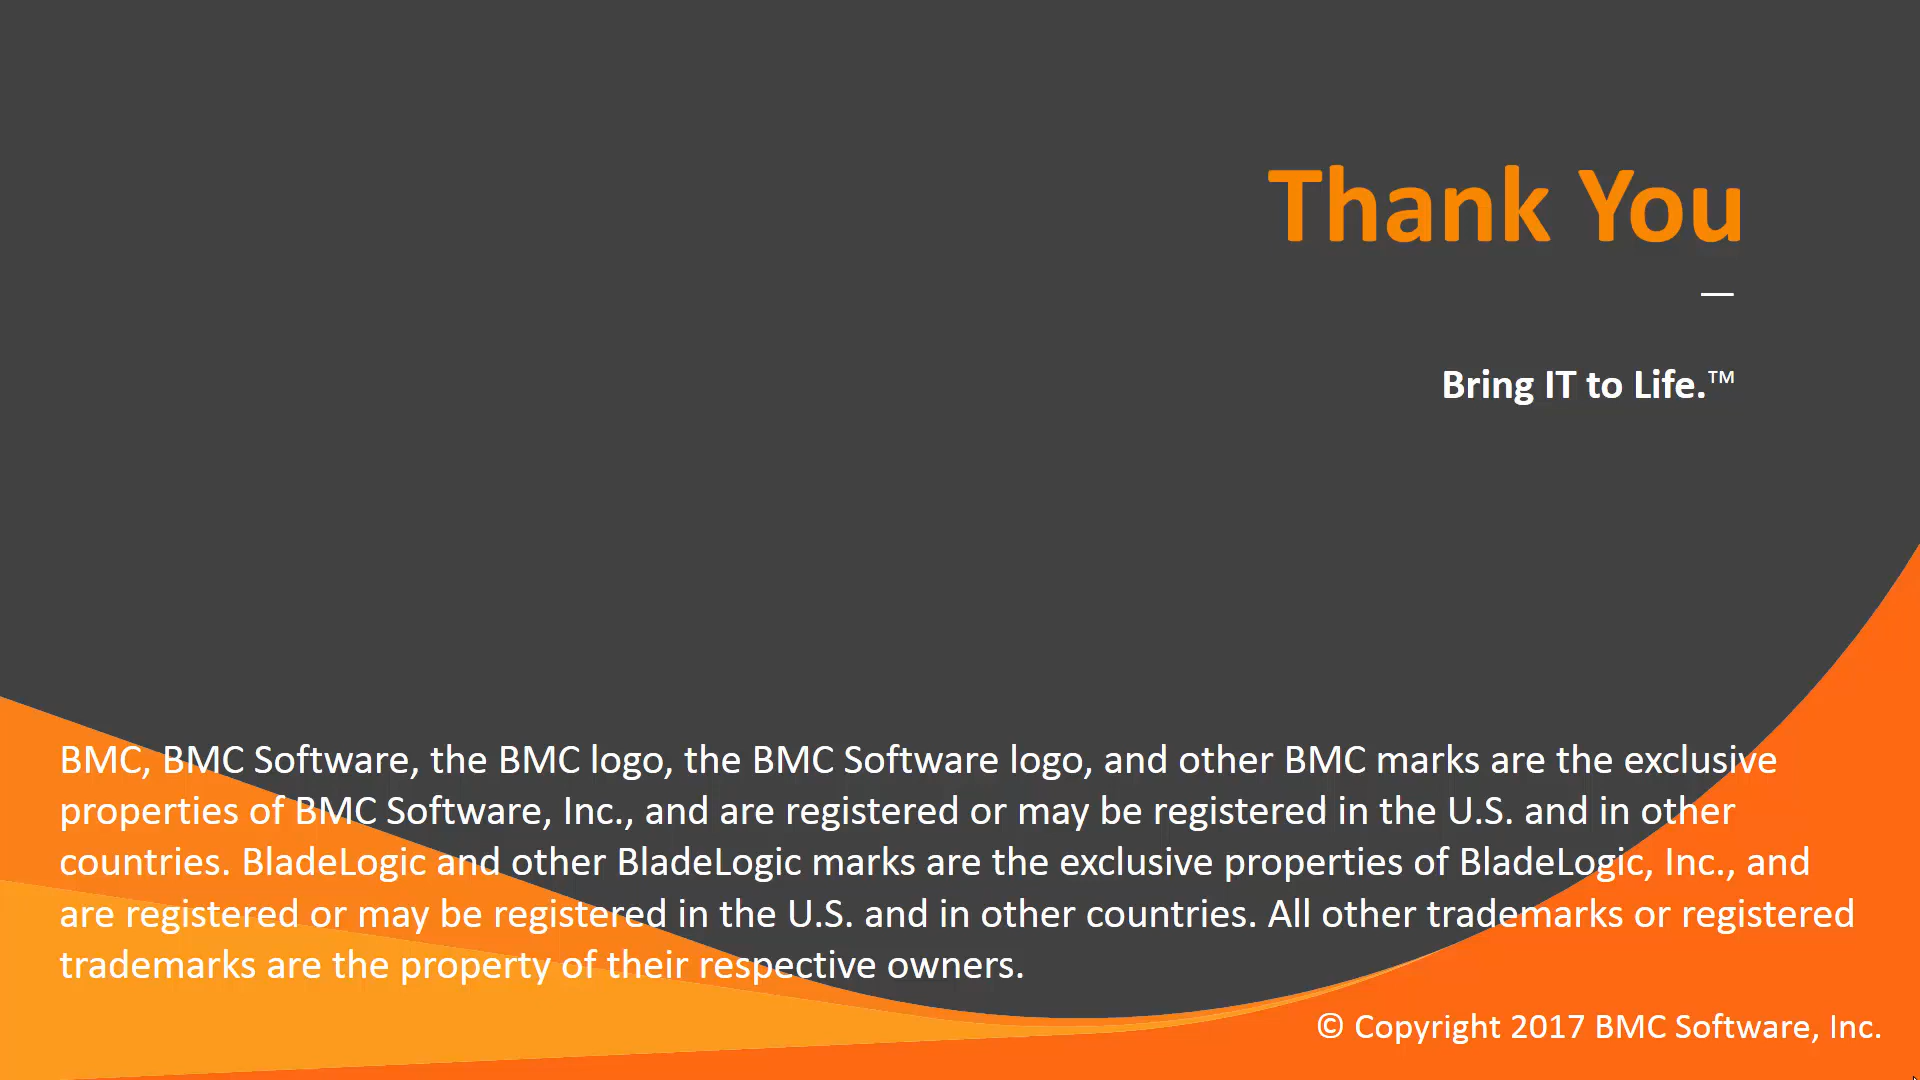 Thank You
Bring IT to Life.™
BMC, BMC Software, the BMC logo, the BMC Software logo, and other BMC marks are the exclusive
properties of BMC Software, Inc., and are registered or may be registered in the U.S. and in other
countries. BladeLogic and other BladeLogic marks are the exclusive properties of BladeLogic, Inc., and
are registered or may be registered in the U.S. and in other countries. All other trademarks or registered
trademarks are the property of their respective owners.
© Copyright 2017 BMC Software, Inc.